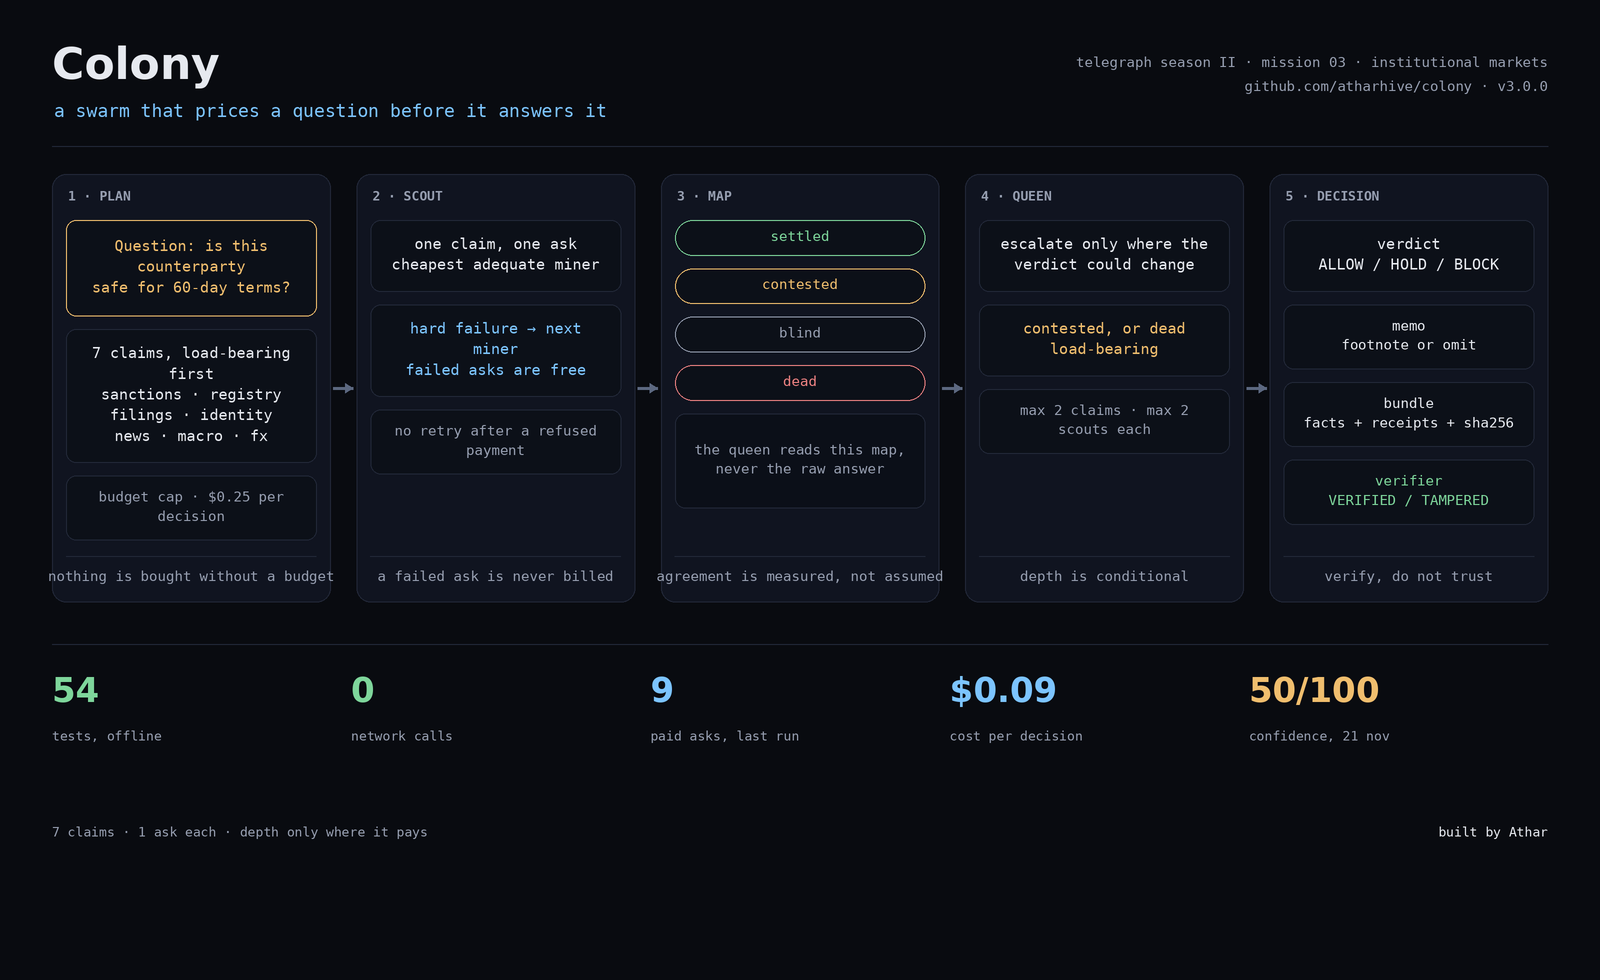 Colony
a swarm that prices a question before it answers it
telegraph season II · mission 03 · institutional markets
github.com/atharhive/colony · v3.0.0
1 · PLAN
Question: is this
counterparty
safe for 60-day terms?
7 claims, load-bearing
first
sanctions · registry
filings · identity
news · macro · fx
budget cap · $0.25 per
decision
nothing is bought without a budget
2 · SCOUT
one claim, one ask
cheapest adequate miner
hard failure → next
miner
failed asks are free
no retry after a refused
payment
a failed ask is never billed
3 · MAP
settled
contested
blind
dead
the queen reads this map,
never the raw answer
agreement is measured, not assumed
4 · QUEEN
escalate only where the
verdict could change
contested, or dead
load-bearing
max 2 claims · max 2
scouts each
depth is conditional
5 · DECISION
verdict
ALLOW / HOLD / BLOCK
memo
footnote or omit
bundle
facts + receipts + sha256
verifier
VERIFIED / TAMPERED
verify, do not trust
54
tests, offline
0
network calls
9
paid asks, last run
$0.09
cost per decision
50/100
confidence, 21 nov
7 claims · 1 ask each · depth only where it pays
built by Athar